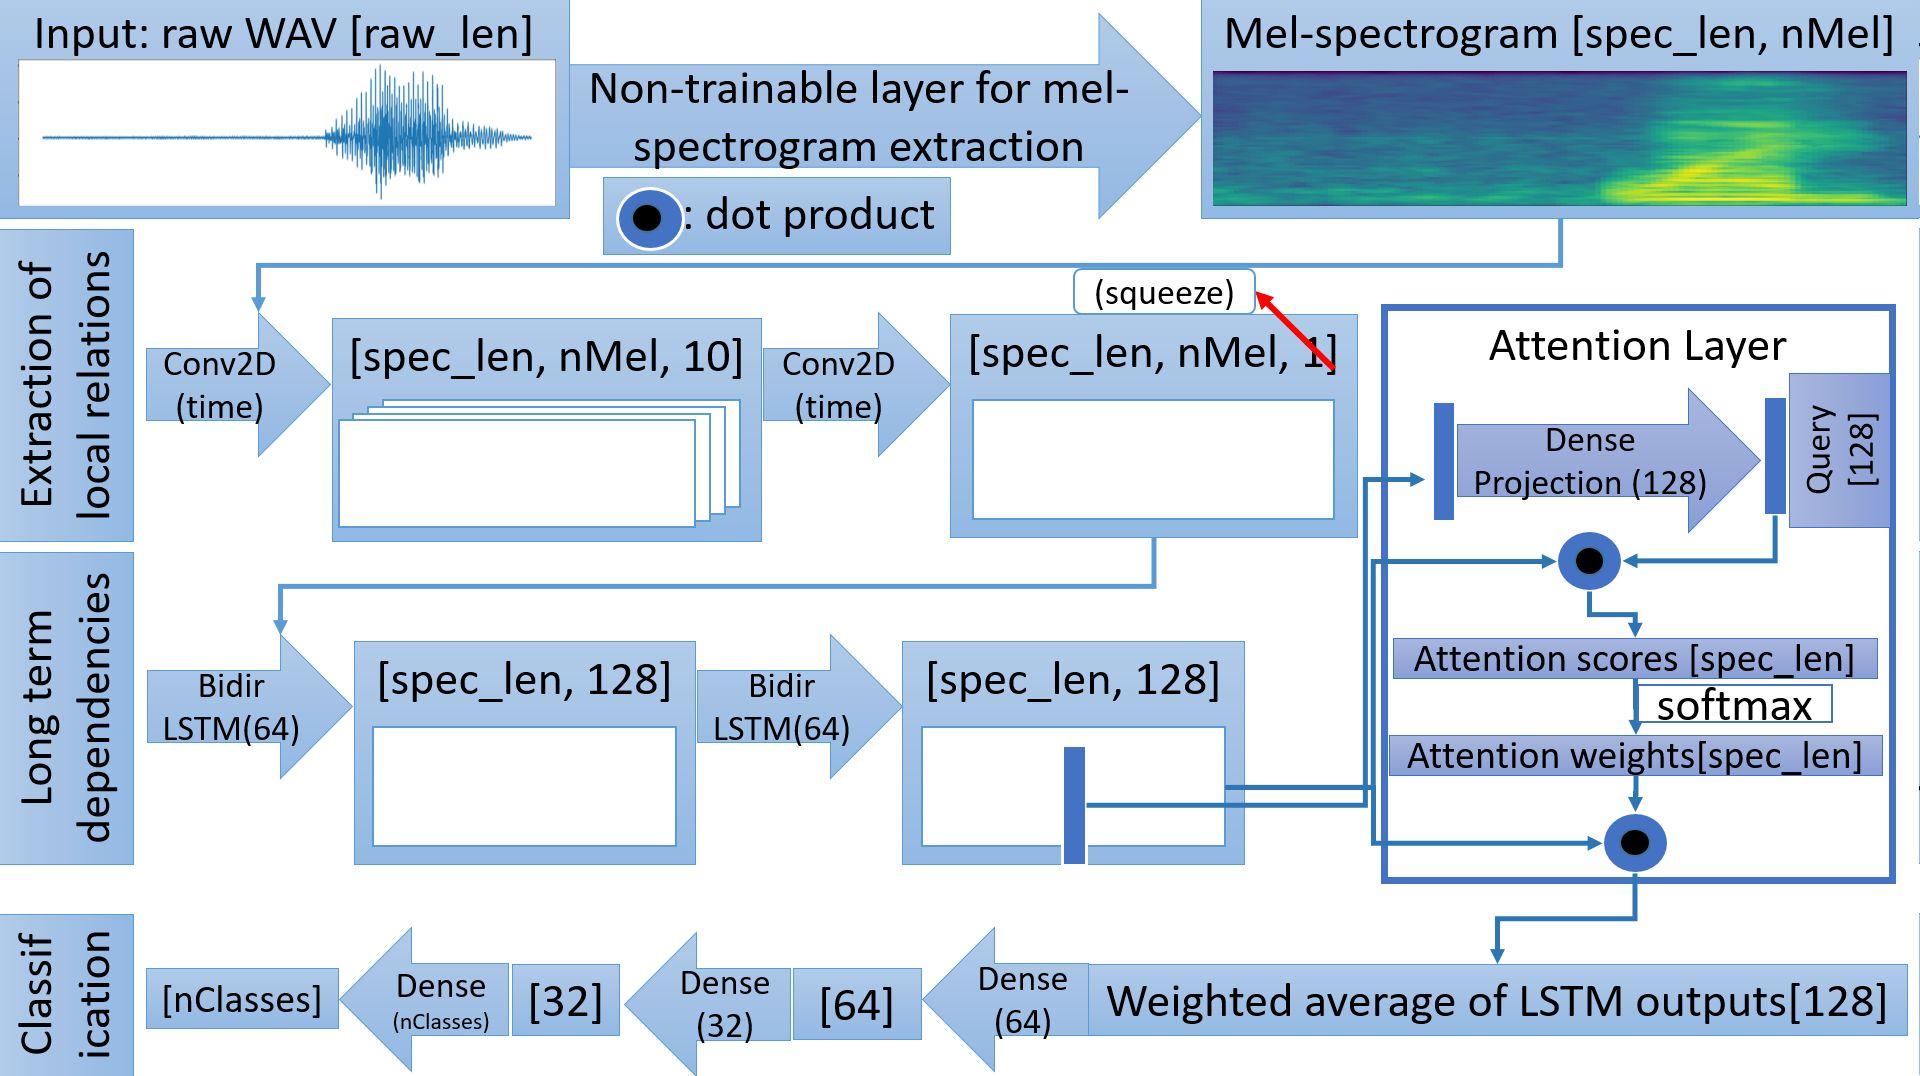 Input: raw WAV [raw_len]
Non-trainable layer for mel-
spectrogram extraction
Mel-spectrogram [spec_len, nMel]
: dot product
Extraction of
local relations
Conv2D
(time)
[spec_len, nMel, 10]
Conv2D
(time)
(squeeze)
[spec_len, nMel, 1]
Attention Layer
Dense
Projection (128)
Query
[128]
Attention scores [spec_len]
softmax
Attention weights[spec_len]
Long term
dependencies
Bidir
LSTM(64)
[spec_len, 128]
Bidir
LSTM(64)
[spec_len, 128]
Classif
ication
[nClasses]
Dense
(nClasses)
[32]
Dense
(32)
[64]
Dense
(64)
Weighted average of LSTM outputs[128]